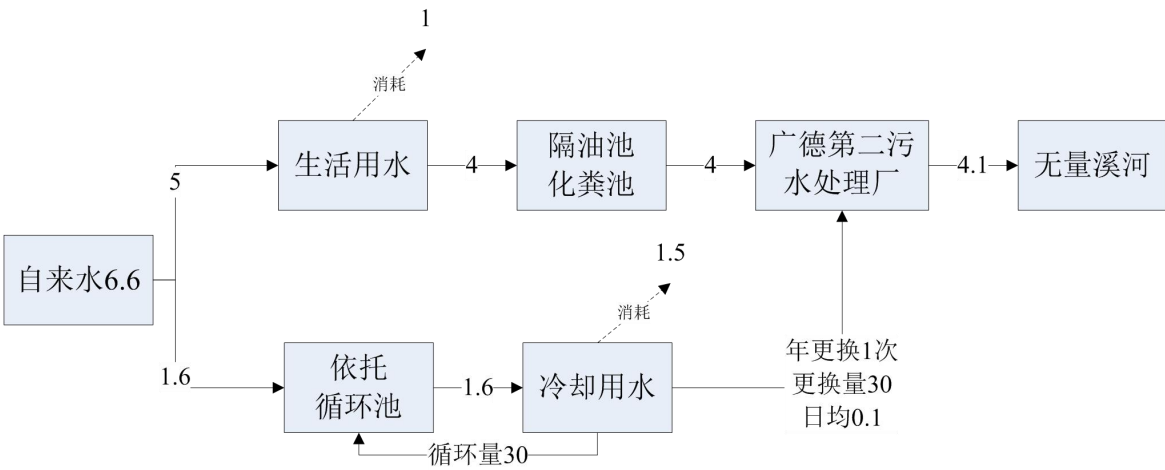 1
消耗
生活用水
4
隔油池
化粪池
4
广德第二污
水处理厂
4.1
无量溪河
5
自来水6.6
1.5
消耗
1.6
依托
循环池
1.6
冷却用水
年更换1次
更换量30
日均0.1
循环量30